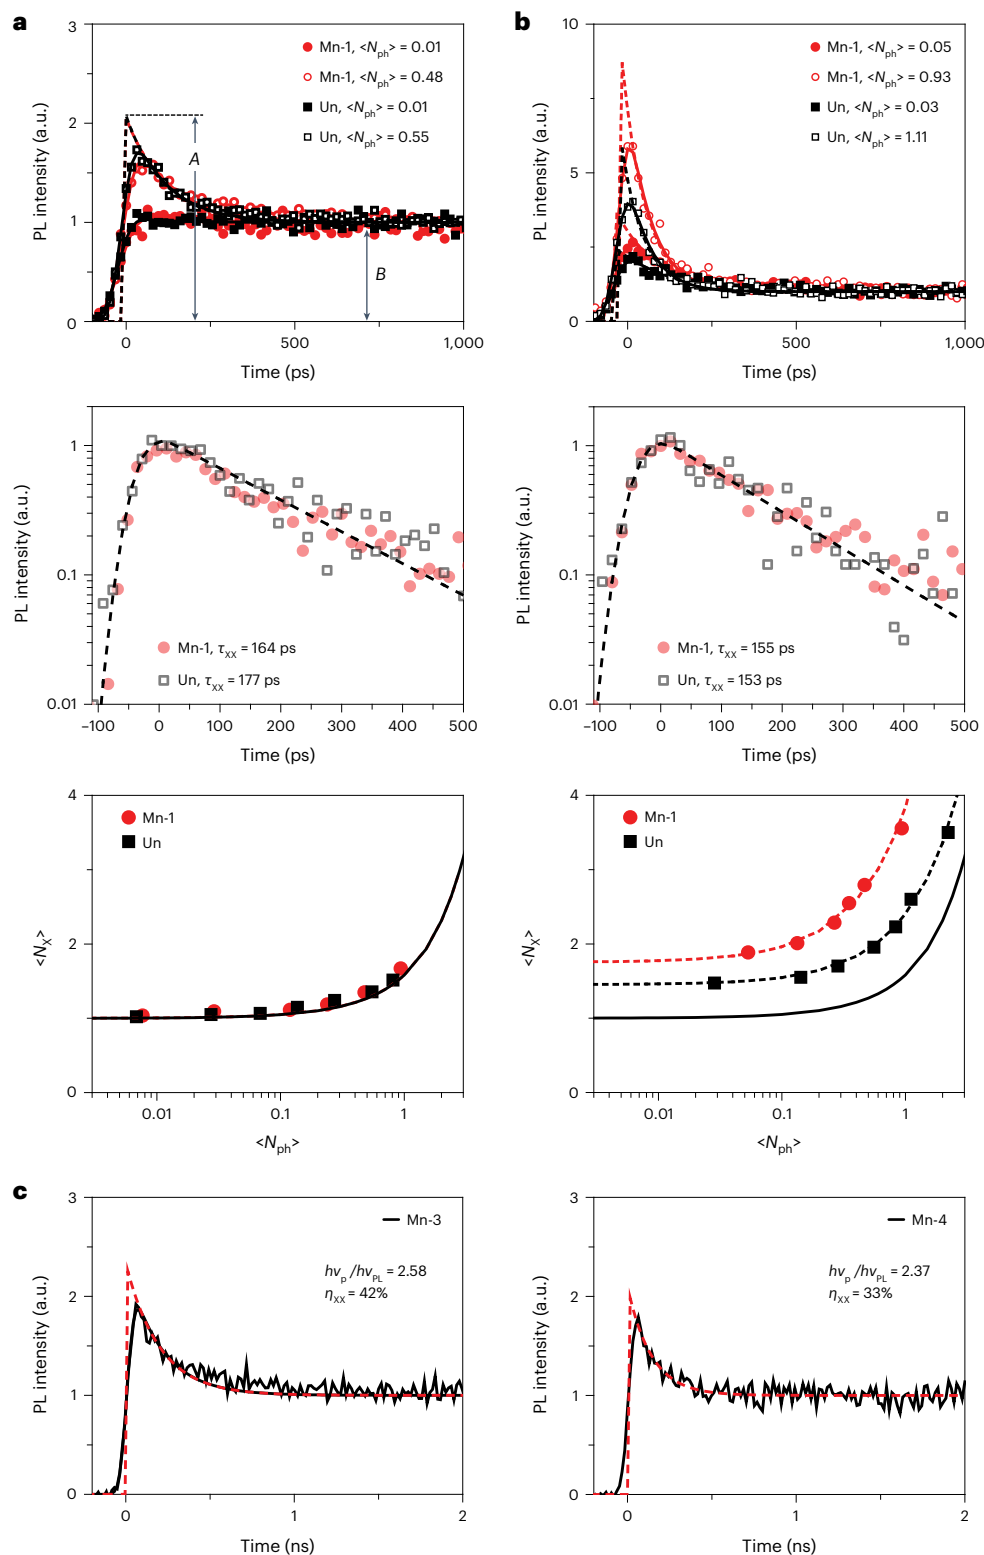 a
3
2
1
0
PL intensity (a.u.)
Mn-1, <Nph> = 0.01
Mn-1, <Nph> = 0.48
Un, <Nph> = 0.01
Un, <Nph> = 0.55
A
B
0
500
1,000
Time (ps)
b
10
5
0
PL intensity (a.u.)
Mn-1, <Nph> = 0.05
Mn-1, <Nph> = 0.93
Un, <Nph> = 0.03
Un, <Nph> = 1.11
0
500
1,000
Time (ps)
1
0.1
0.01
PL intensity (a.u.)
Mn-1, τxx = 164 ps
Un, τxx = 177 ps
−100
0
100
200
300
400
500
Time (ps)
1
0.1
0.01
PL intensity (a.u.)
Mn-1, τxx = 155 ps
Un, τxx = 153 ps
−100
0
100
200
300
400
500
Time (ps)
4
2
0
<Nx>
Mn-1
Un
0.01
0.1
1
<Nph>
4
2
0
Mn-1
Un
0.01
0.1
1
<Nph>
c
3
2
1
0
PL intensity (a.u.)
Mn-3
hνp/hνPL = 2.58
ηxx = 42%
0
1
2
Time (ns)
3
2
1
0
PL intensity (a.u.)
Mn-4
hνp/hνPL = 2.37
ηxx = 33%
0
1
2
Time (ns)